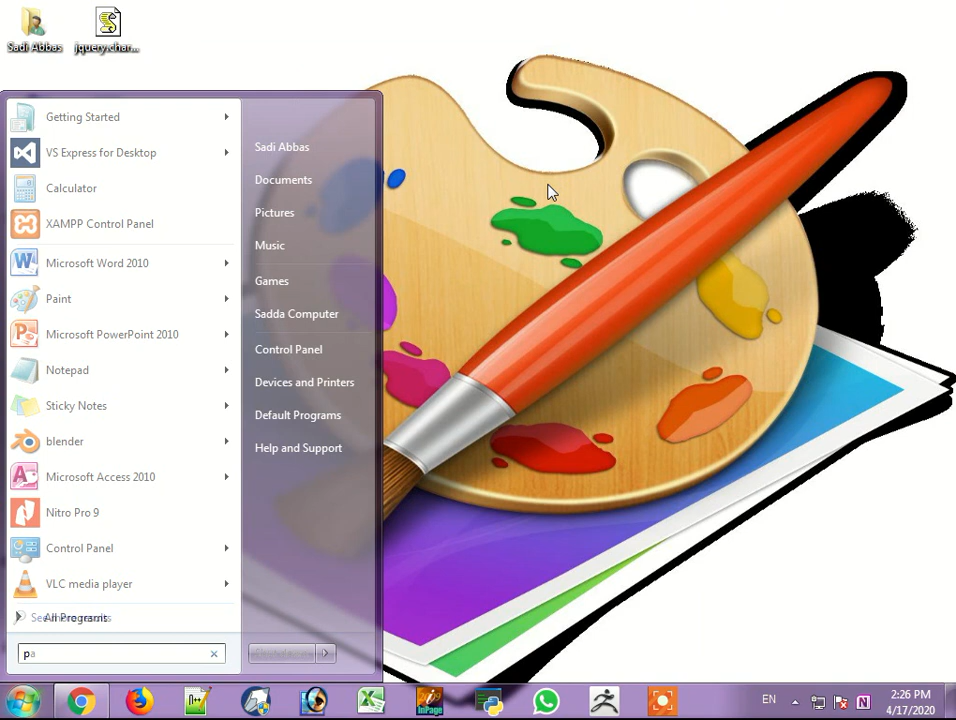 Sadi Abbas
jquery.char...
Getting Started
VS Express for Desktop
Calculator
XAMPP Control Panel
Microsoft Word 2010
Paint
Microsoft PowerPoint 2010
Notepad
Sticky Notes
blender
Microsoft Access 2010
Nitro Pro 9
Control Panel
VLC media player
All Programs
pa
Sadi Abbas
Documents
Pictures
Music
Games
Sadda Computer
Control Panel
Devices and Printers
Default Programs
Help and Support
InPage
EN
2:26 PM
4/17/2020